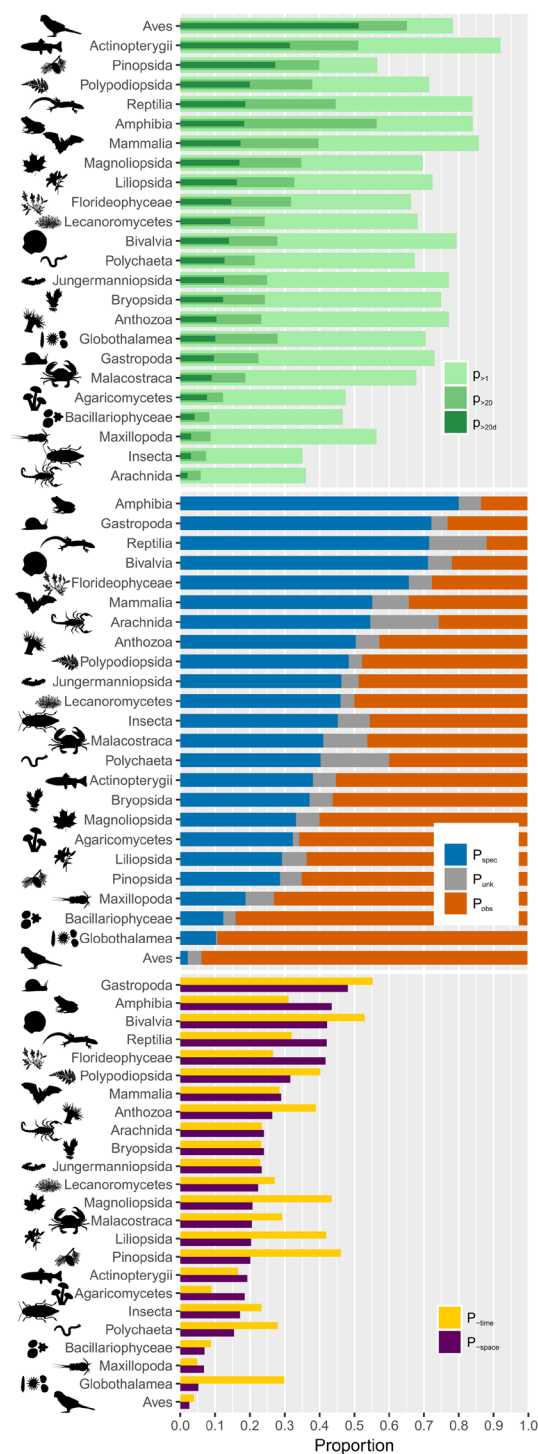 Aves
Actinopterygii
Pinopsida
Polypodiopsida
Reptilia
Amphibia
Mammalia
Magnoliopsida
Liliopsida
Florideophyceae
Lecanoromycetes
Bivalvia
Polychaeta
Jungermanniopsida
Bryopsida
Anthozoa
Globothalamea
Gastropoda
Malacostraca
Agaricomycetes
Bacillariophyceae
Maxillopoda
Insecta
Arachnida
p>1
p>20
p>20d
Amphibia
Gastropoda
Reptilia
Bivalvia
Florideophyceae
Mammalia
Arachnida
Anthozoa
Polypodiopsida
Jungermanniopsida
Lecanoromycetes
Insecta
Malacostraca
Polychaeta
Actinopterygii
Bryopsida
Magnoliopsida
Agaricomycetes
Liliopsida
Pinopsida
Maxillopoda
Bacillariophyceae
Globothalamea
Aves
Pspec
Punk
Pobs
Gastropoda
Amphibia
Bivalvia
Reptilia
Florideophyceae
Polypodiopsida
Mammalia
Anthozoa
Arachnida
Bryopsida
Jungermanniopsida
Lecanoromycetes
Magnoliopsida
Malacostraca
Liliopsida
Pinopsida
Actinopterygii
Agaricomycetes
Insecta
Polychaeta
Bacillariophyceae
Maxillopoda
Globothalamea
Aves
P¬time
P¬space
0.0 0.1 0.2 0.3 0.4 0.5 0.6 0.7 0.8 0.9 1.0
Proportion